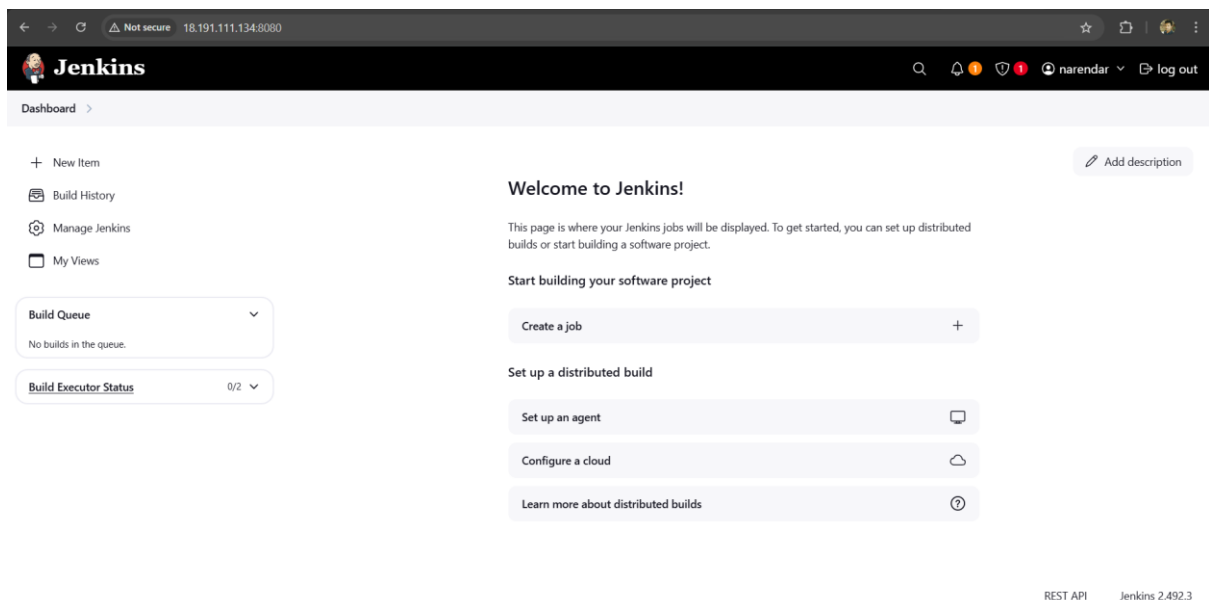 Not secure 18.191.111.134:8080
Jenkins
1 1 narendar log out
Dashboard
New Item
Build History
Manage Jenkins
My Views
Build Queue
No builds in the queue.
Build Executor Status 0/2
Add description
Welcome to Jenkins!
This page is where your Jenkins jobs will be displayed. To get started, you can set up distributed
builds or start building a software project.
Start building your software project
Create a job
Set up a distributed build
Set up an agent
Configure a cloud
Learn more about distributed builds
REST API Jenkins 2.492.3